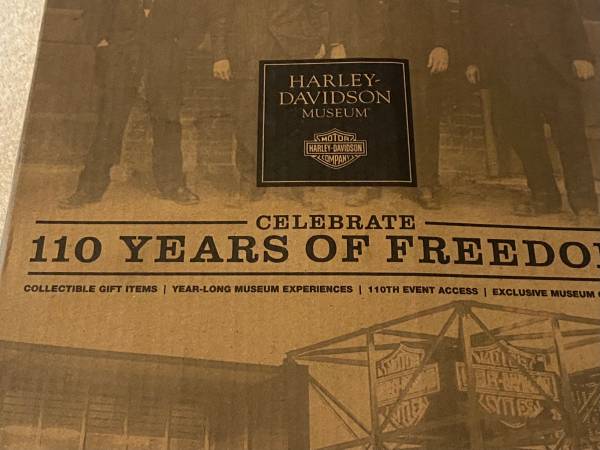 HARLEY-
DAVIDSON
MUSEUM
MOTOR
HARLEY-DAVIDSON
COMPANY
CELEBRATE
110 YEARS OF FREEDO
COLLECTIBLE GIFT ITEMS | YEAR-LONG MUSEUM EXPERIENCES | 110TH EVENT ACCESS | EXCLUSIVE MUSEUM